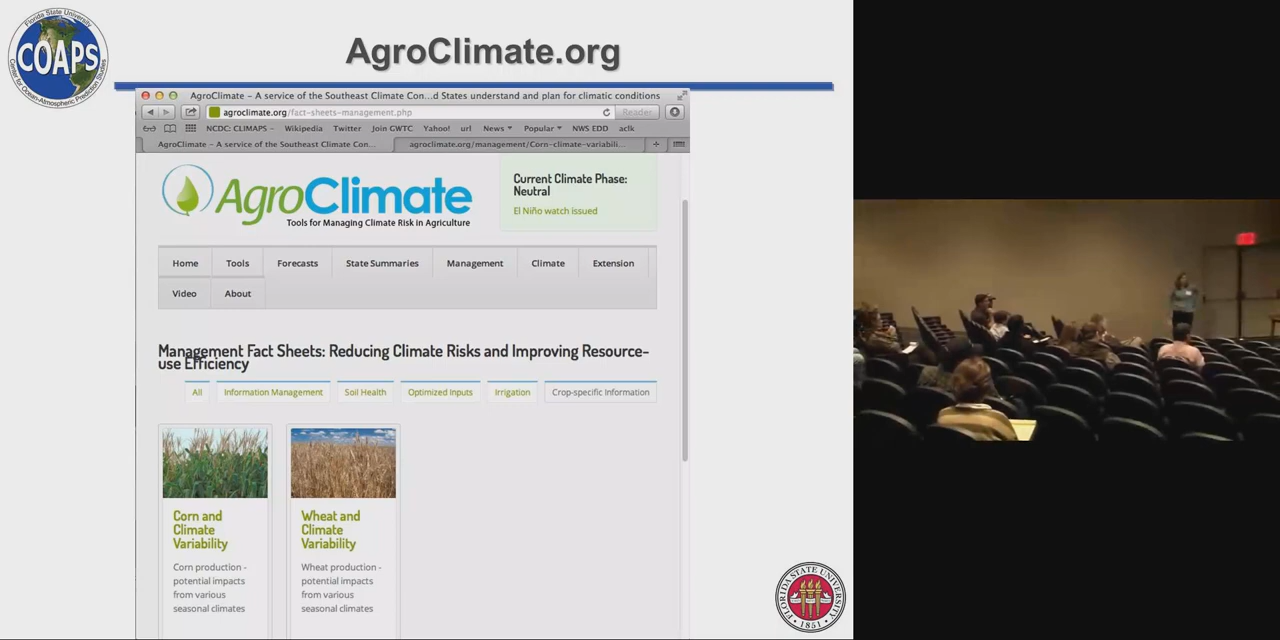 Florida State University
COAPS
Center for Ocean-Atmospheric Prediction Studies
AgroClimate.org
AgroClimate – A service of the Southeast Climate Con…d States understand and plan for climatic conditions
agroclimate.org/fact-sheets-management.php
Reader
NCDC: CLIMAPS
Wikipedia
Twitter
Join GWTC
Yahoo!
url
News
Popular
NWS EDD
aclk
AgroClimate – A service of the Southeast Climate Con...
agroclimate.org/management/Corn-climate-variabili...
AgroClimate
Tools for Managing Climate Risk in Agriculture
Current Climate Phase:
Neutral
El Niño watch issued
Home
Tools
Forecasts
State Summaries
Management
Climate
Extension
Video
About
Management Fact Sheets: Reducing Climate Risks and Improving Resource-
use Efficiency
All
Information Management
Soil Health
Optimized Inputs
Irrigation
Crop-specific Information
Corn and
Climate
Variability
Corn production -
potential impacts
from various
seasonal climates
Wheat and
Climate
Variability
Wheat production -
potential impacts
from various
seasonal climates
FLORIDA STATE UNIVERSITY
1851